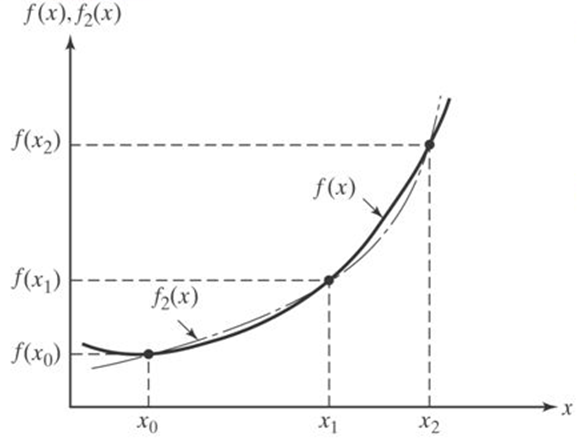 f(x), f₂(x)
f(x₂)
f(x)
f(x₁)
f₂(x)
f(x₀)
x
x₀
x₁
x₂